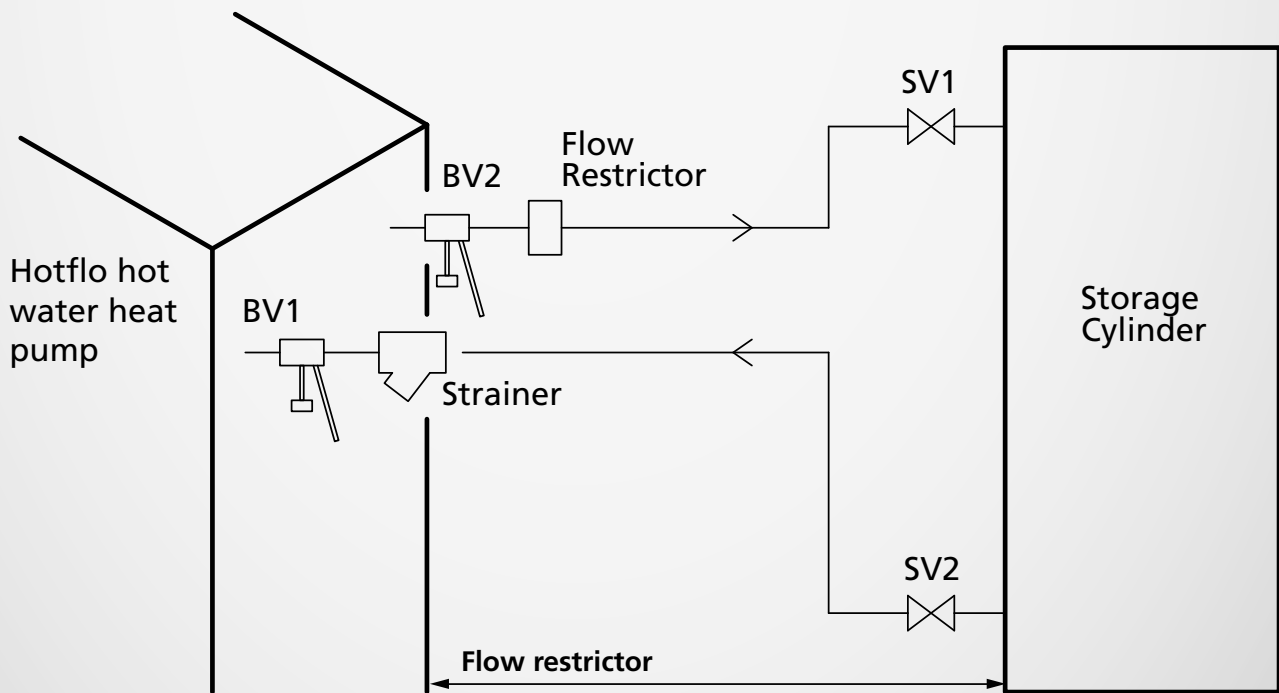 SV1
Flow
Restrictor
BV2
Hotflo hot
water heat
pump
BV1
Storage
Cylinder
Strainer
SV2
Flow restrictor